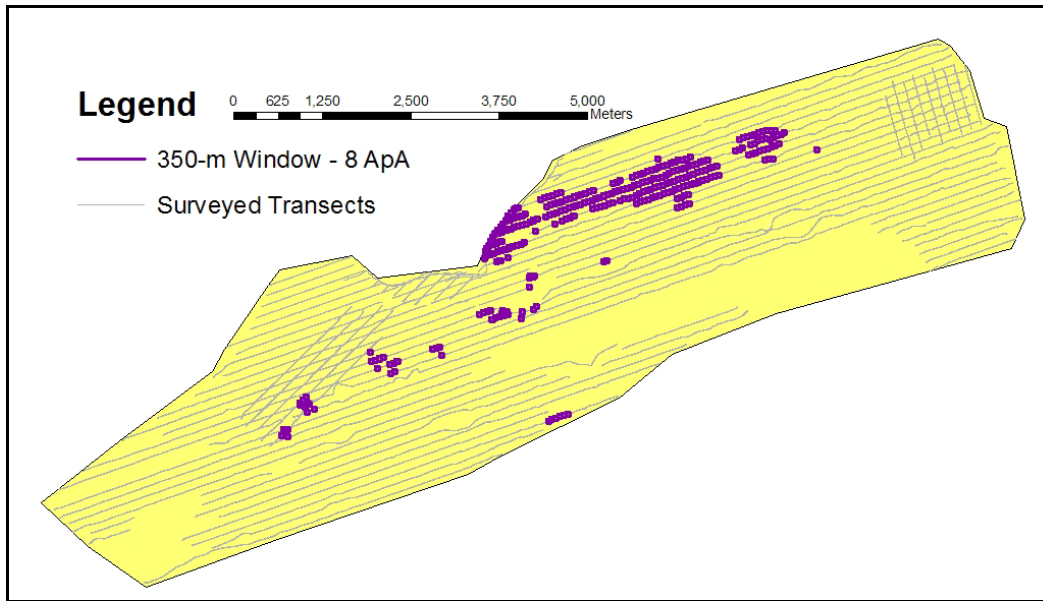 Legend
0 625 1,250 2,500 3,750 5,000
Meters
350-m Window - 8 ApA
Surveyed Transects